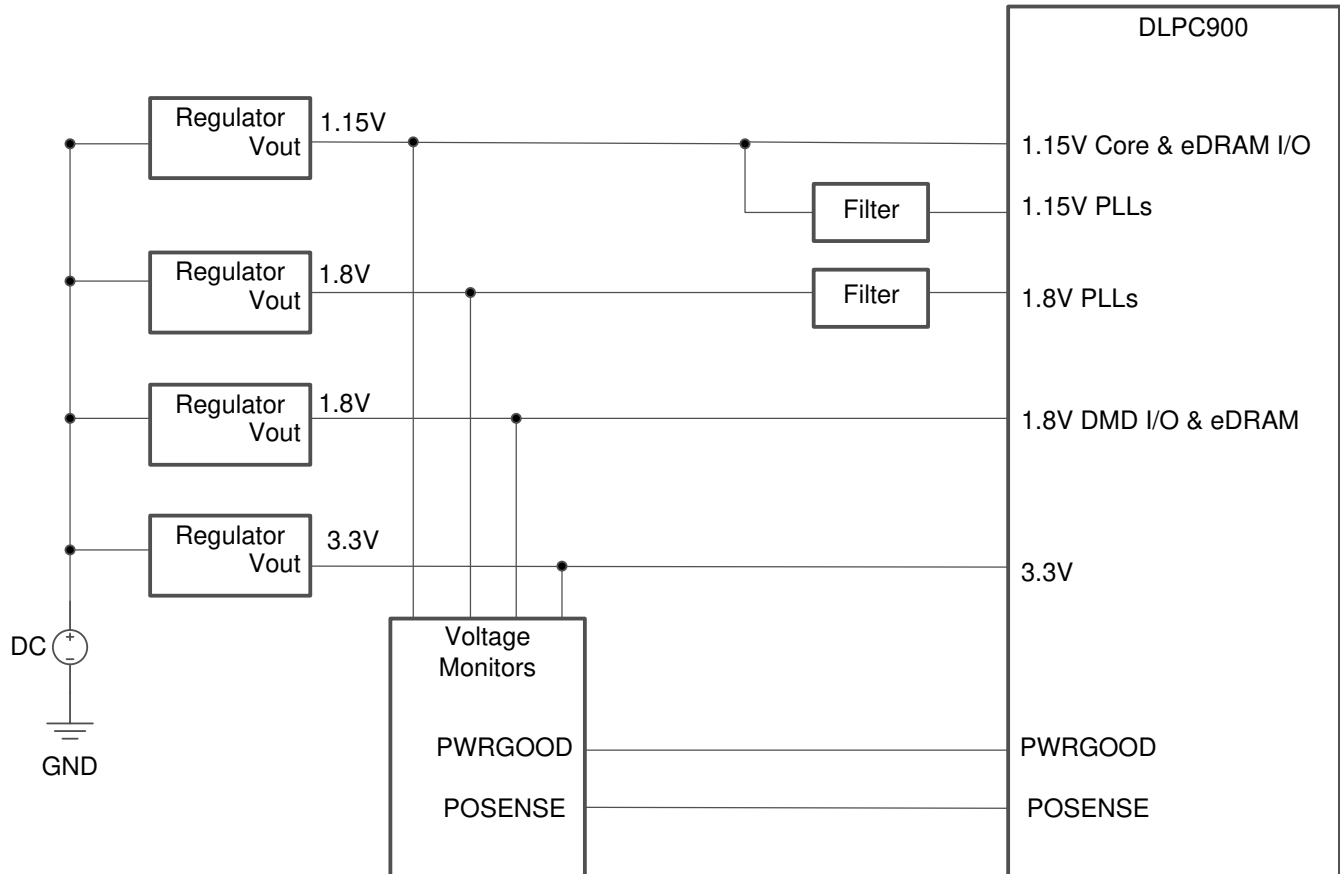 DLPC900
Regulator
Vout
1.15V
1.15V Core & eDRAM I/O
Filter
1.15V PLLs
Regulator
Vout
1.8V
Filter
1.8V PLLs
Regulator
Vout
1.8V
1.8V DMD I/O & eDRAM
Regulator
Vout
3.3V
3.3V
DC
+
−
GND
Voltage
Monitors
PWRGOOD
PWRGOOD
POSENSE
POSENSE